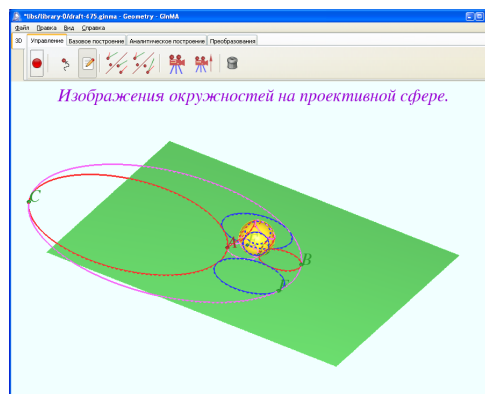 *libs/library-0/draft-475.ginma - Geometry - GInMA
Файл Правка Вид Справка
3D Управление Базовое построение Аналитическое построение Преобразования
Изображения окружностей на проективной сфере.
C
A
B